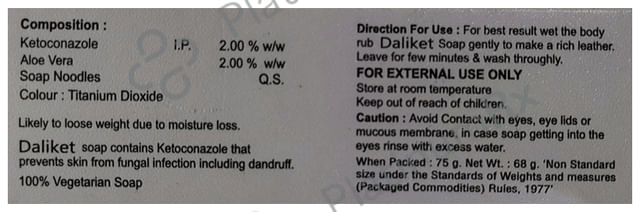 Composition :
Ketoconazole I.P. 2.00 % w/w
Aloe Vera 2.00 % w/w
Soap Noodles Q.S.
Colour : Titanium Dioxide
Likely to loose weight due to moisture loss.
Daliket soap contains Ketoconazole that
prevents skin from fungal infection including dandruff.
100% Vegetarian Soap
Direction For Use : For best result wet the body
rub Daliket Soap gently to make a rich leather.
Leave for few minutes & wash throughly.
FOR EXTERNAL USE ONLY
Store at room temperature
Keep out of reach of children.
Caution : Avoid Contact with eyes, eye lids or
mucous membrane, in case soap getting into the
eyes rinse with excess water.
When Packed : 75 g. Net Wt. : 68 g. 'Non Standard
size under the Standards of Weights and measures
(Packaged Commodities) Rules, 1977'